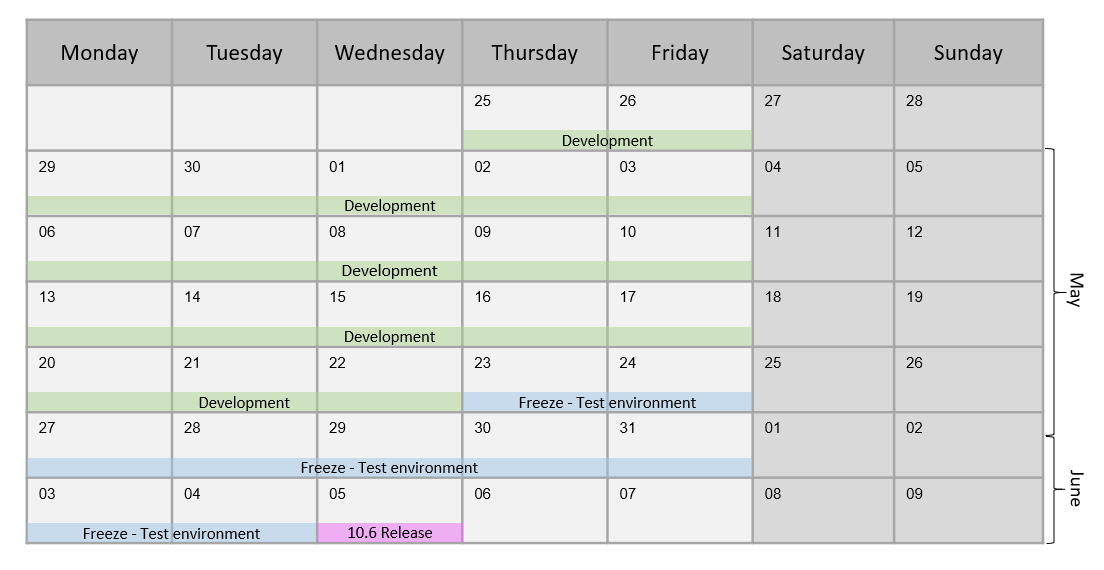 Monday Tuesday Wednesday Thursday Friday Saturday Sunday
25 26 27 28
Development
29 30 01 02 03 04 05
Development
06 07 08 09 10 11 12
Development
13 14 15 16 17 18 19
Development
20 21 22 23 24 25 26
Development Freeze - Test environment
27 28 29 30 31 01 02
Freeze - Test environment
03 04 05 06 07 08 09
Freeze - Test environment 10.6 Release
May
June